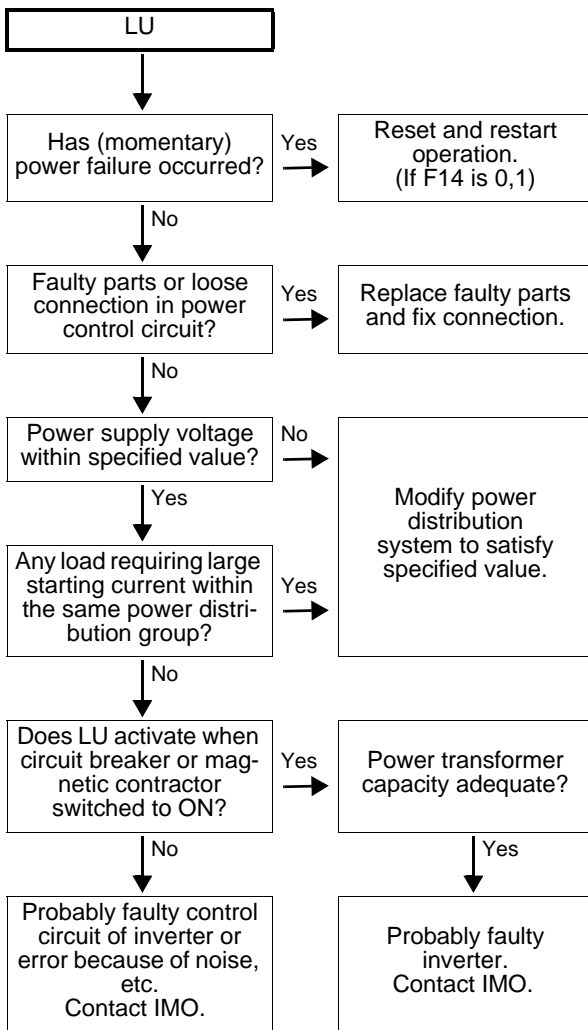 LU
Has (momentary)
power failure occurred?
Yes
Reset and restart
operation.
(If F14 is 0,1)
No
Faulty parts or loose
connection in power
control circuit?
Yes
Replace faulty parts
and fix connection.
No
Power supply voltage
within specified value?
No
Modify power
distribution
system to satisfy
specified value.
Yes
Any load requiring large
starting current within
the same power distri-
bution group?
Yes
No
Does LU activate when
circuit breaker or mag-
netic contractor
switched to ON?
Yes
Power transformer
capacity adequate?
No
Yes
Probably faulty control
circuit of inverter or
error because of noise,
etc.
Contact IMO.
Probably faulty
inverter.
Contact IMO.